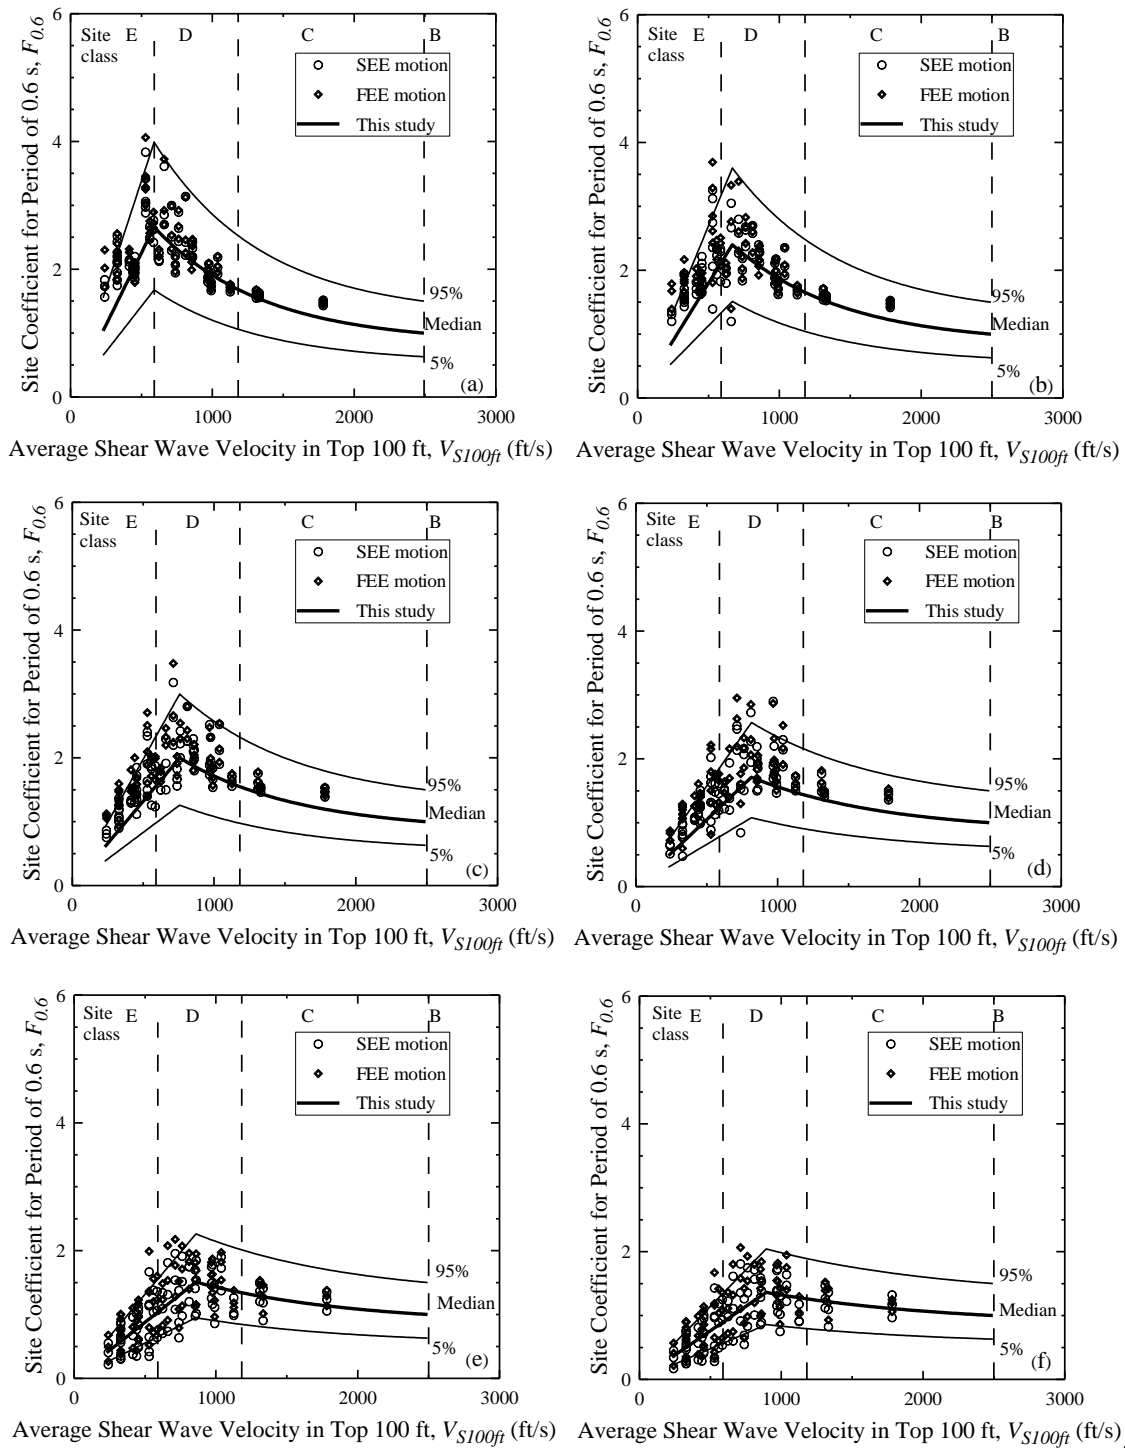 Site Coefficient for Period of 0.6 s, F0.6
6
4
2
0
Site class
E
D
C
B
SEE motion
FEE motion
This study
95%
Median
5%
(a)
0 1000 2000 3000
Average Shear Wave Velocity in Top 100 ft, VS100ft (ft/s)
Site Coefficient for Period of 0.6 s, F0.6
6
4
2
0
Site class
E
D
C
B
SEE motion
FEE motion
This study
95%
Median
5%
(b)
0 1000 2000 3000
Average Shear Wave Velocity in Top 100 ft, VS100ft (ft/s)
Site Coefficient for Period of 0.6 s, F0.6
6
4
2
0
Site class
E
D
C
B
SEE motion
FEE motion
This study
95%
Median
5%
(c)
0 1000 2000 3000
Average Shear Wave Velocity in Top 100 ft, VS100ft (ft/s)
Site Coefficient for Period of 0.6 s, F0.6
6
4
2
0
Site class
E
D
C
B
SEE motion
FEE motion
This study
95%
Median
5%
(d)
0 1000 2000 3000
Average Shear Wave Velocity in Top 100 ft, VS100ft (ft/s)
Site Coefficient for Period of 0.6 s, F0.6
6
4
2
0
Site class
E
D
C
B
SEE motion
FEE motion
This study
95%
Median
5%
(e)
0 1000 2000 3000
Average Shear Wave Velocity in Top 100 ft, VS100ft (ft/s)
Site Coefficient for Period of 0.6 s, F0.6
6
4
2
0
Site class
E
D
C
B
SEE motion
FEE motion
This study
95%
Median
5%
(f)
0 1000 2000 3000
Average Shear Wave Velocity in Top 100 ft, VS100ft (ft/s)